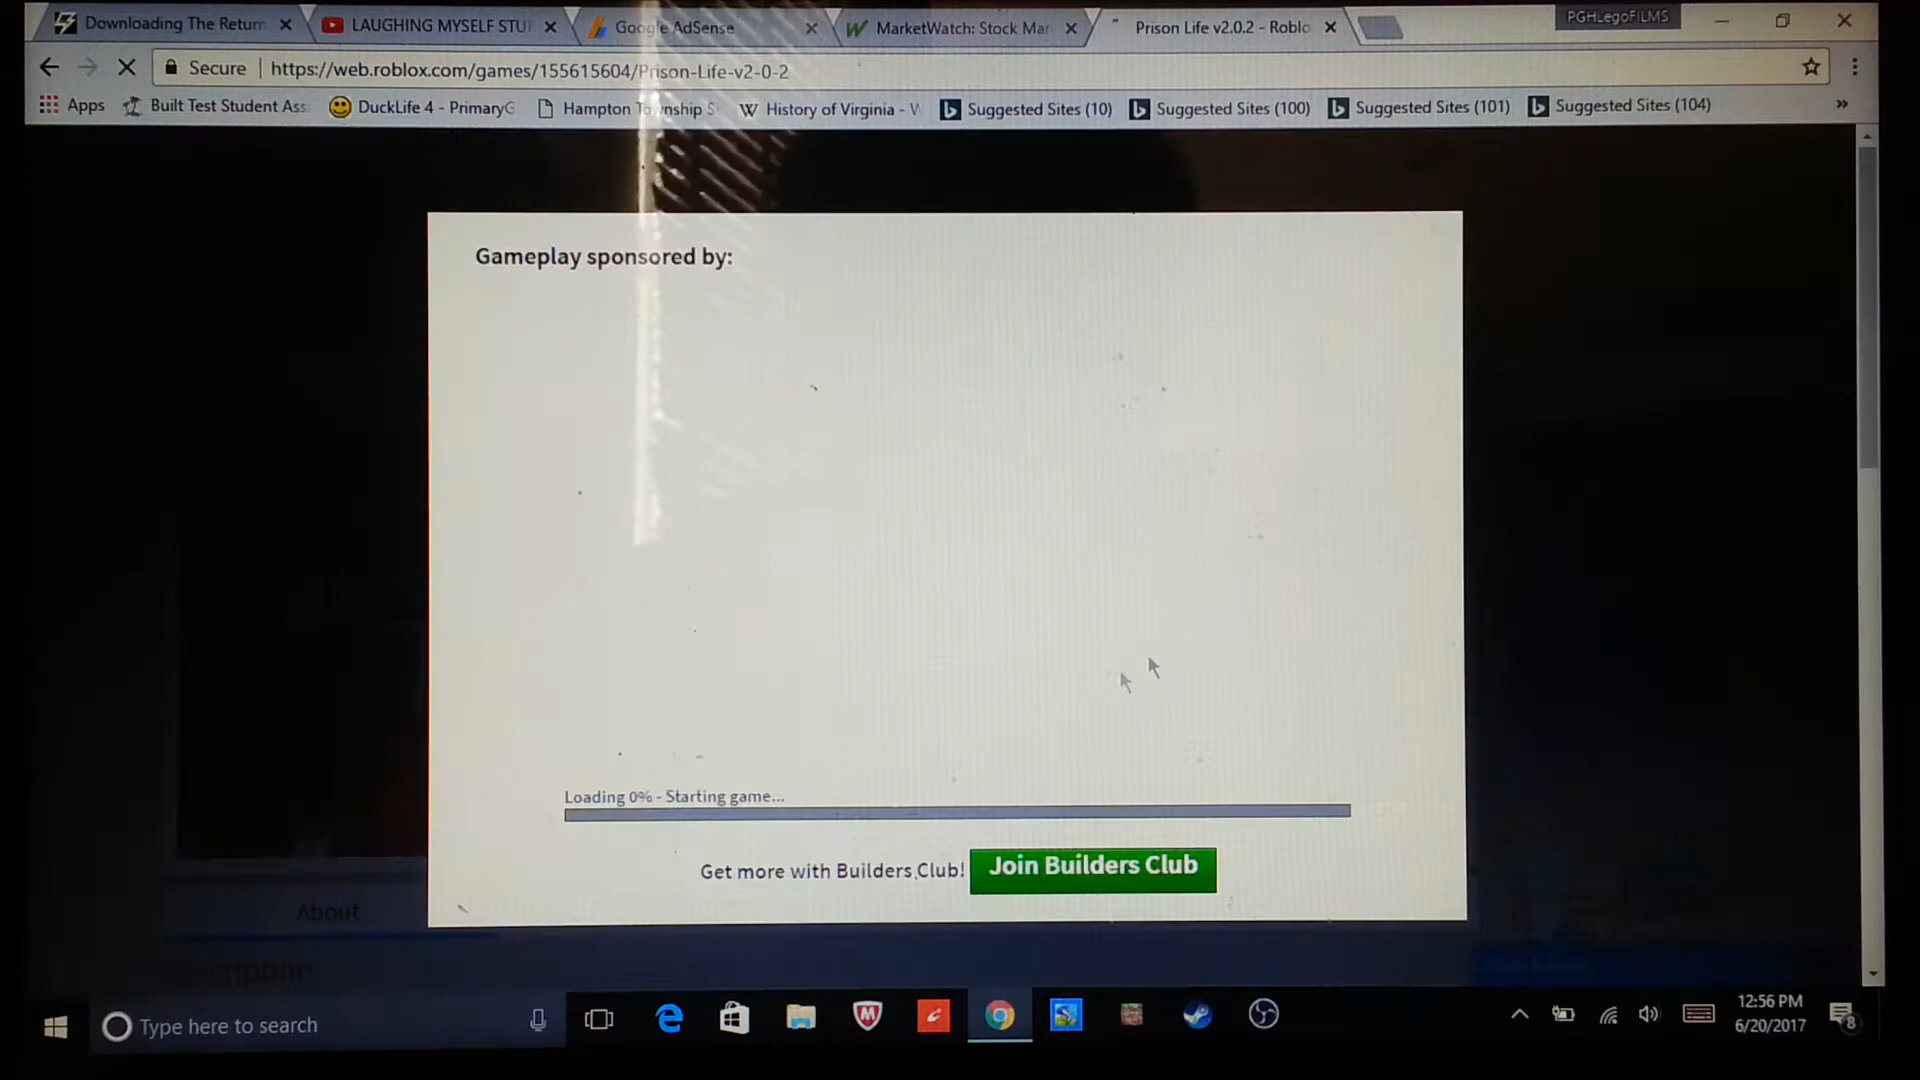 Downloading The Return
LAUGHING MYSELF STU
Google AdSense
MarketWatch: Stock Mar
Prison Life v2.0.2 - Roblo
PGHLegoFILMS
Secure
https://web.roblox.com/games/155615604/Prison-Life-v2-0-2
Apps
Built Test Student Ass
DuckLife 4 - PrimaryG
Hampton Township S
W History of Virginia - W
Suggested Sites (10)
Suggested Sites (100)
Suggested Sites (101)
Suggested Sites (104)
»
Gameplay sponsored by:
Loading 0% - Starting game...
Get more with Builders Club!
Join Builders Club
About
Description
Type here to search
12:56 PM
6/20/2017
8